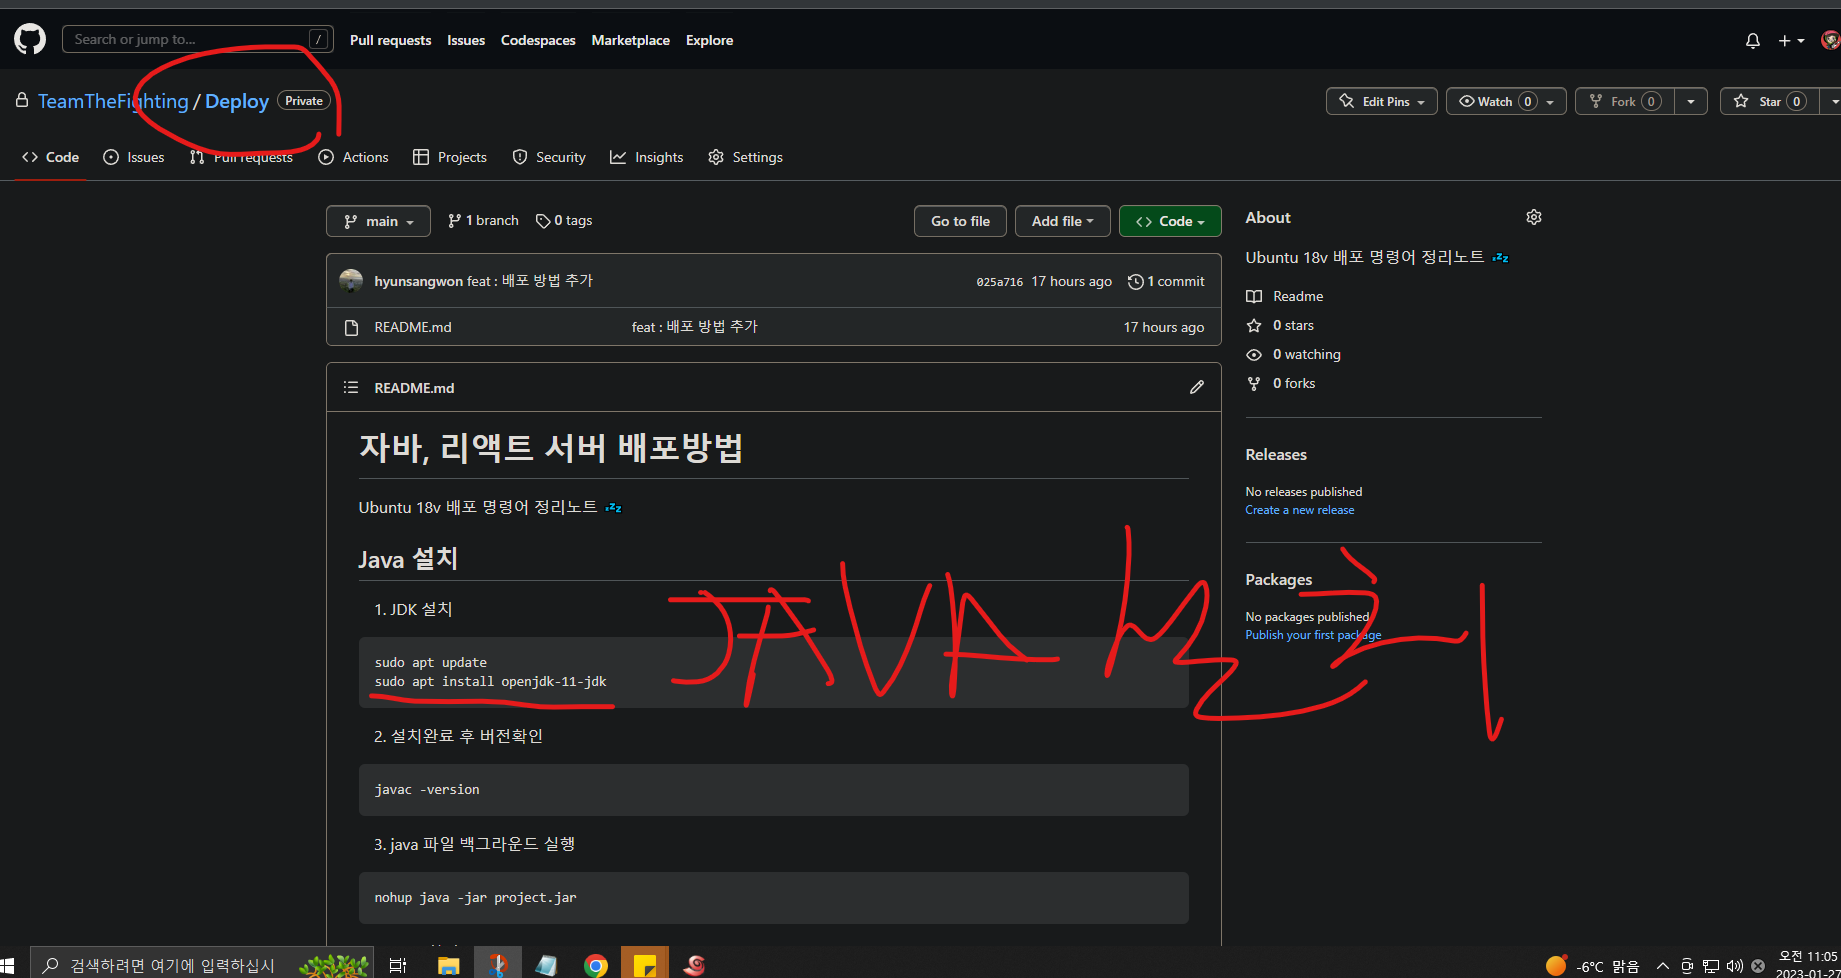 Search or jump to... /
Pull requests Issues Codespaces Marketplace Explore
TeamTheFighting / Deploy Private
Edit Pins Watch 0 Fork 0 Star 0
Code Issues Pull requests Actions Projects Security Insights Settings
main 1 branch 0 tags Go to file Add file Code
hyunsangwon feat : 배포 방법 추가 025a716 17 hours ago 1 commit
README.md feat : 배포 방법 추가 17 hours ago
README.md
자바, 리액트 서버 배포방법
Ubuntu 18v 배포 명령어 정리노트 💤
Java 설치
1. JDK 설치
sudo apt update
sudo apt install openjdk-11-jdk
JAVA
2. 설치완료 후 버전확인
javac -version
3. java 파일 백그라운드 실행
nohup java -jar project.jar
About
Ubuntu 18v 배포 명령어 정리노트 💤
Readme
0 stars
0 watching
0 forks
Releases
No releases published
Create a new release
Packages
No packages published
Publish your first package
검색하려면 여기에 입력하십시
-6°C 맑음
오전 11:05
2023-01-27